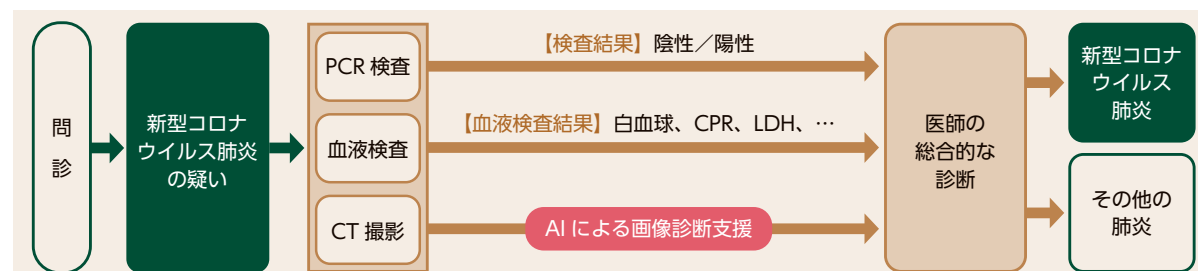 問
診
新型コロナ
ウイルス肺炎
の疑い
PCR 検査
血液検査
CT 撮影
【検査結果】陰性／陽性
【血液検査結果】白血球、CPR、LDH、…
AI による画像診断支援
医師の
総合的な
診断
新型コロナ
ウイルス
肺炎
その他の
肺炎